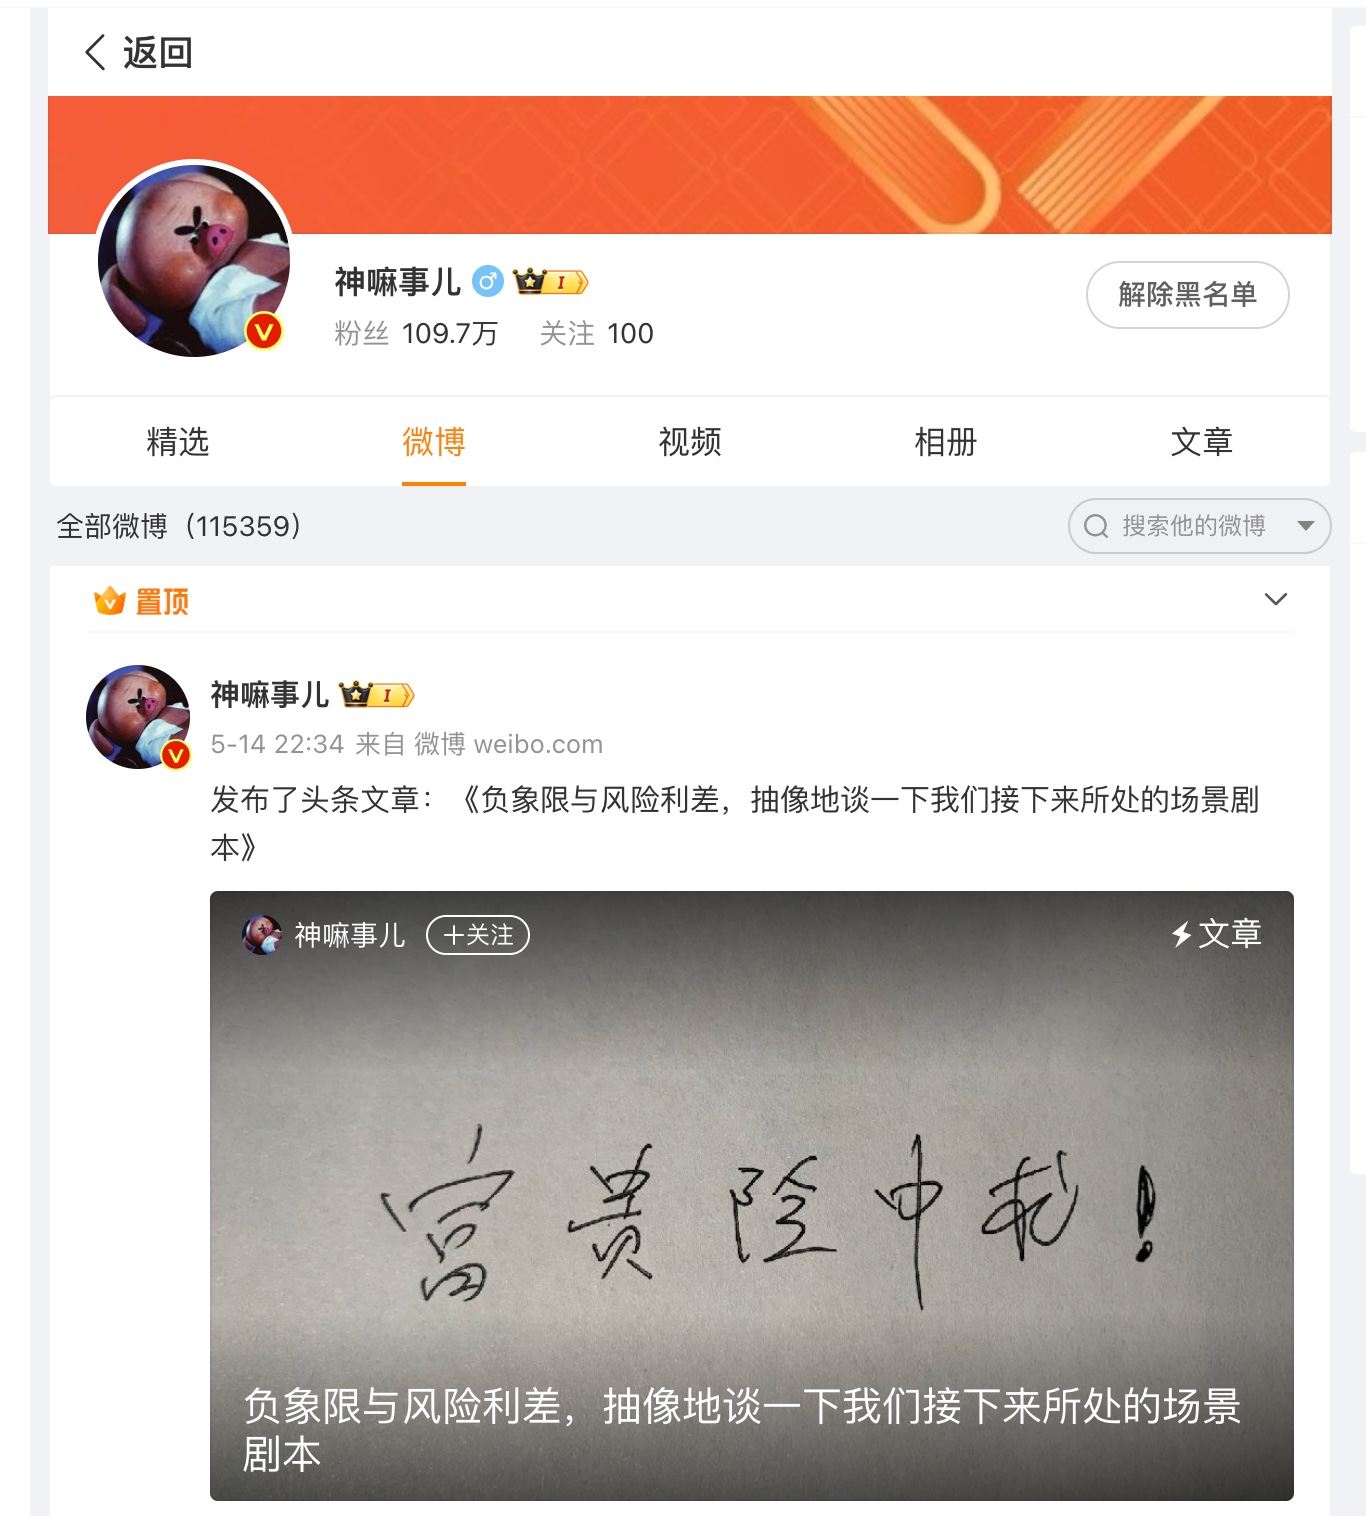 返回
神嘛事儿
粉丝 109.7万 关注 100
解除黑名单
精选 微博 视频 相册 文章
全部微博（115359）
搜索他的微博
置顶
神嘛事儿
5-14 22:34 来自 微博 weibo.com
发布了头条文章：《负象限与风险利差，抽像地谈一下我们接下来所处的场景剧
本》
神嘛事儿 +关注
文章
富贵险中求！
负象限与风险利差，抽像地谈一下我们接下来所处的场景
剧本